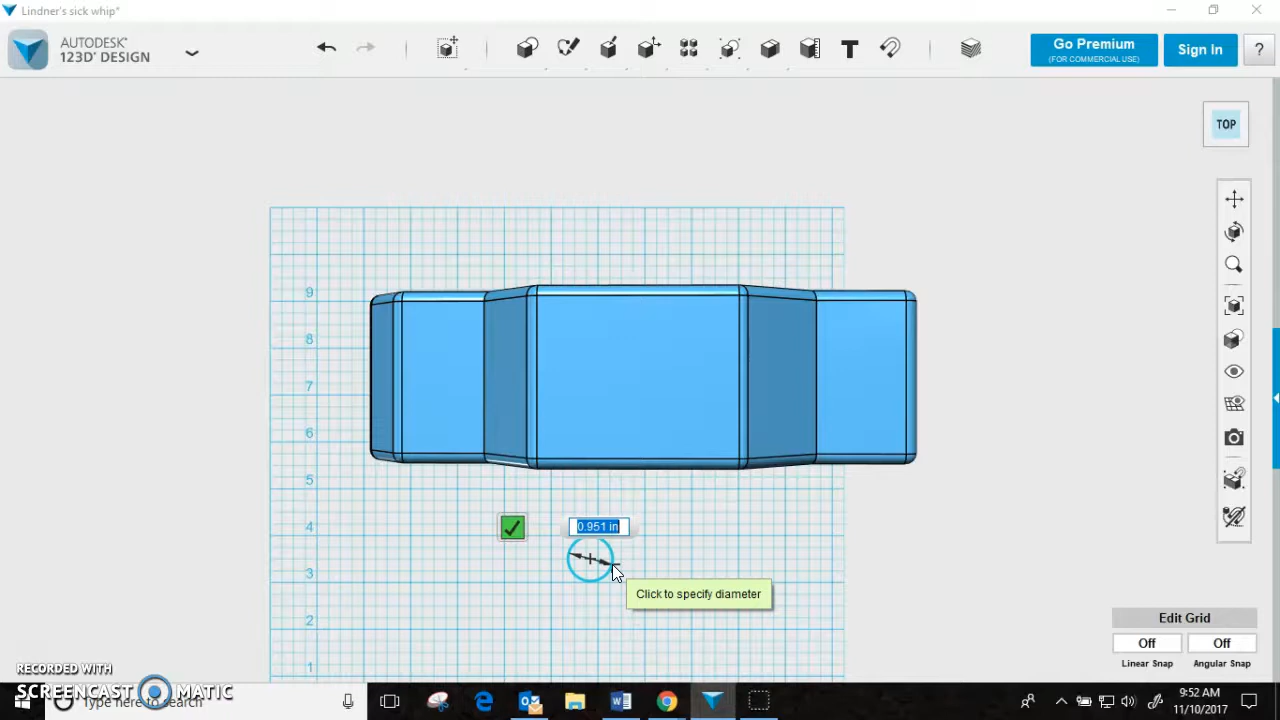 Lindner's sick whip*
AUTODESK®
123D® DESIGN
Go Premium
(FOR COMMERCIAL USE)
Sign In
?
TOP
9
8
7
6
5
4
3
2
1
0.951 in
Click to specify diameter
Edit Grid
Off
Off
Linear Snap
Angular Snap
RECORDED WITH
SCREENCAST MATIC
Type here to search
9:52 AM
11/10/2017